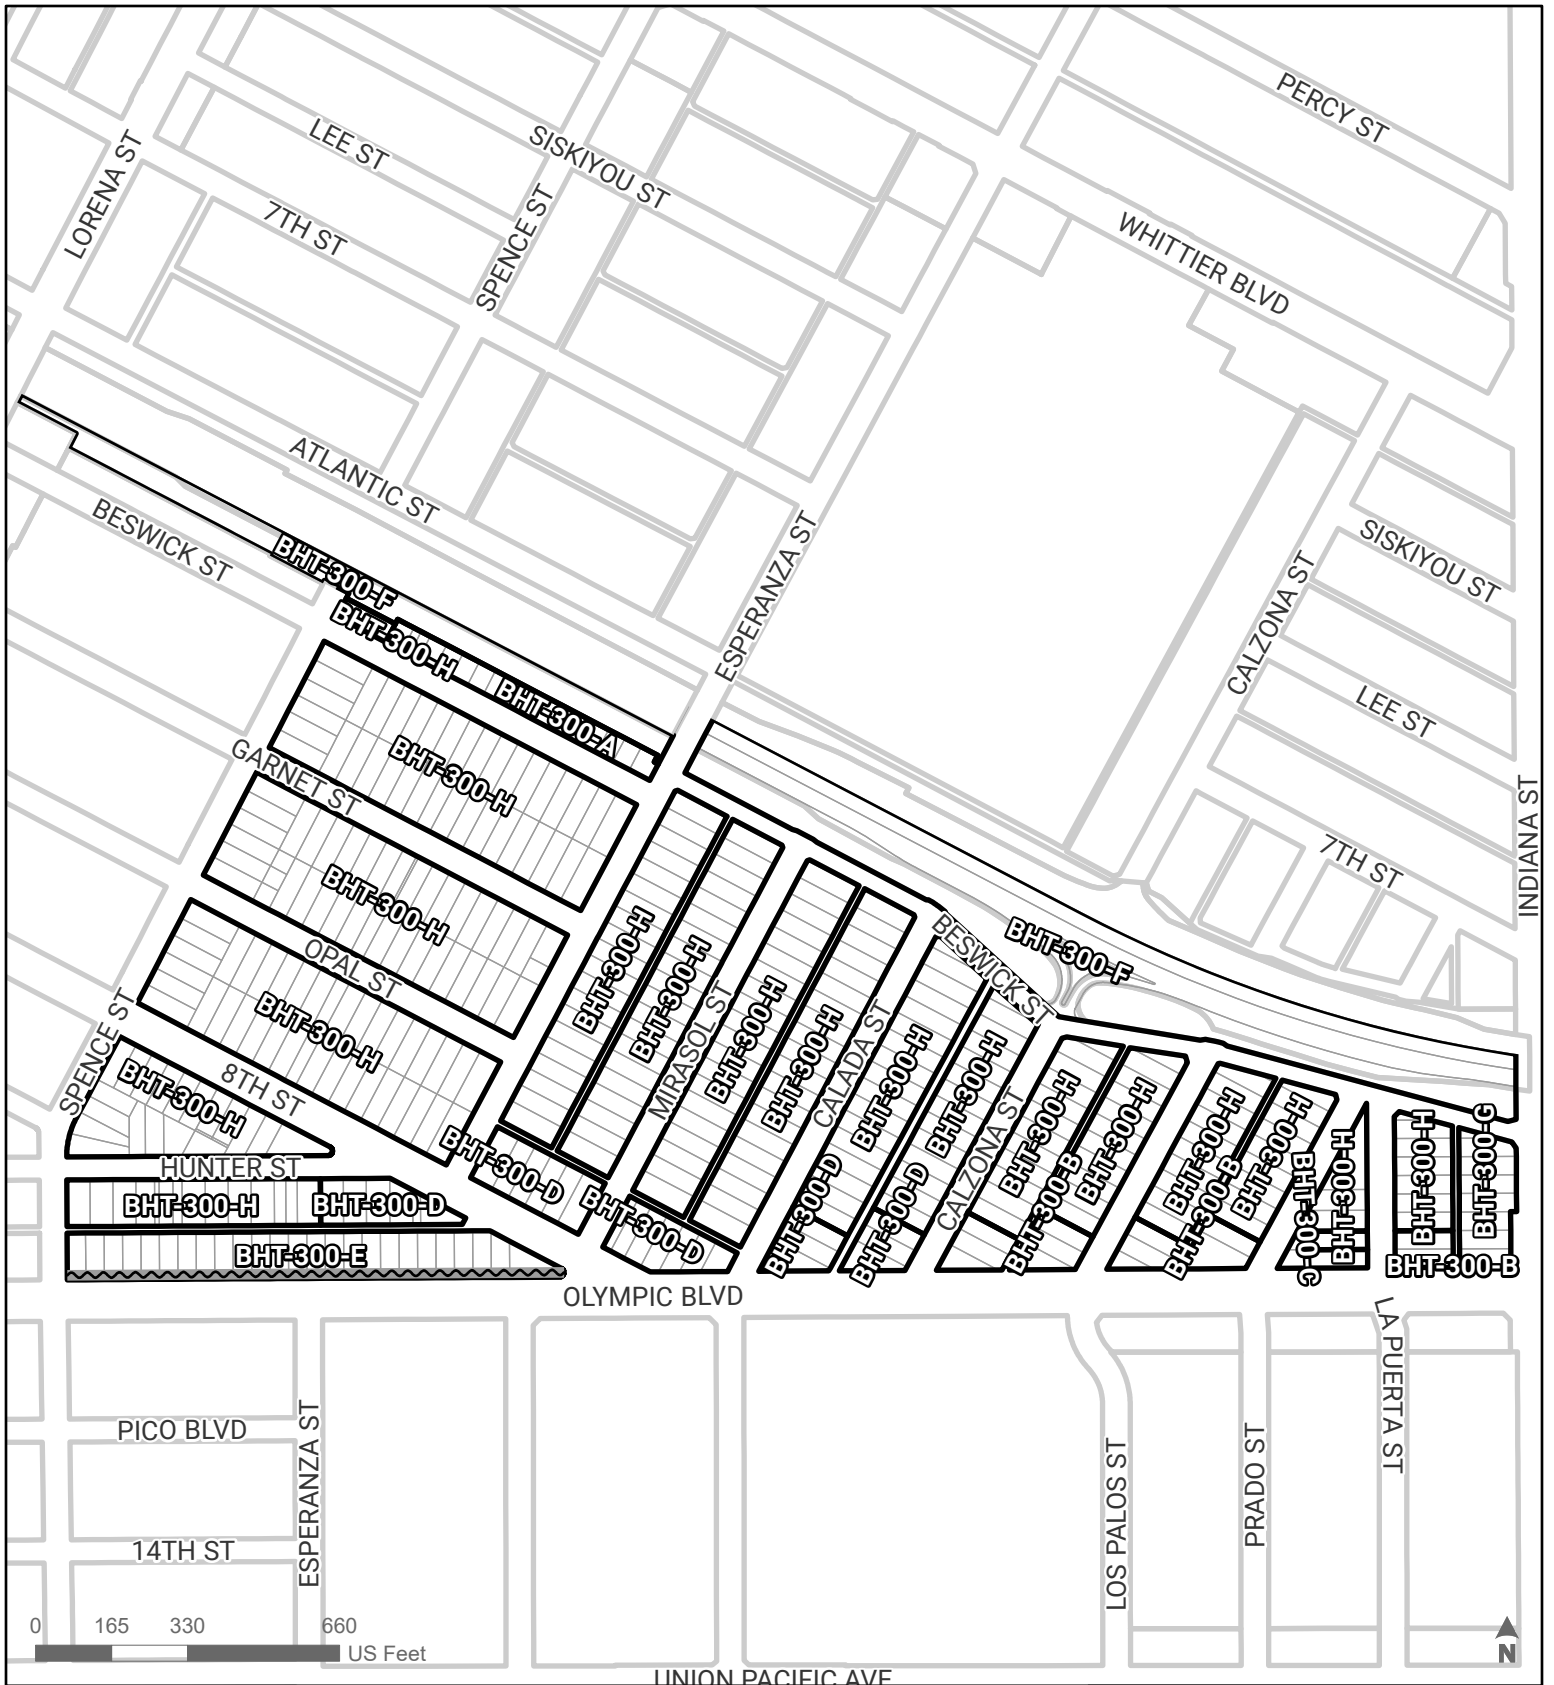 PERCY ST
LEE ST
SISKIYOU ST
LORENA ST
7TH ST
SPENCE ST
WHITTIER BLVD
ATLANTIC ST
BESWICK ST
ESPERANZA ST
SISKIYOU ST
CALZONA ST
LEE ST
BHT-300-F
BHT-300-H
BHT-300-A
BHT-300-H
GARNET ST
INDIANA ST
7TH ST
BHT-300-H
BHT-300-H
BHT-300-H
BESWICK ST
BHT-300-F
OPAL ST
BHT-300-H
MIRASOL ST
BHT-300-H
BHT-300-H
CALADA ST
BHT-300-H
BHT-300-H
SPENCE ST
BHT-300-H
8TH ST
CALZONA ST
BHT-300-H
BHT-300-B
BHT-300-H
BHT-300-H
BHT-300-B
BHT-300-H
BHT-300-C
BHT-300-H
BHT-300-H
BHT-300-G
HUNTER ST
BHT-300-D
BHT-300-H
BHT-300-D
BHT-300-D
BHT-300-D
BHT-300-D
BHT-300-E
BHT-300-B
OLYMPIC BLVD
LA PUERTA ST
PICO BLVD
ESPERANZA ST
LOS PALOS ST
PRADO ST
14TH ST
0 165 330 660
US Feet
N
UNION PACIFIC AVE